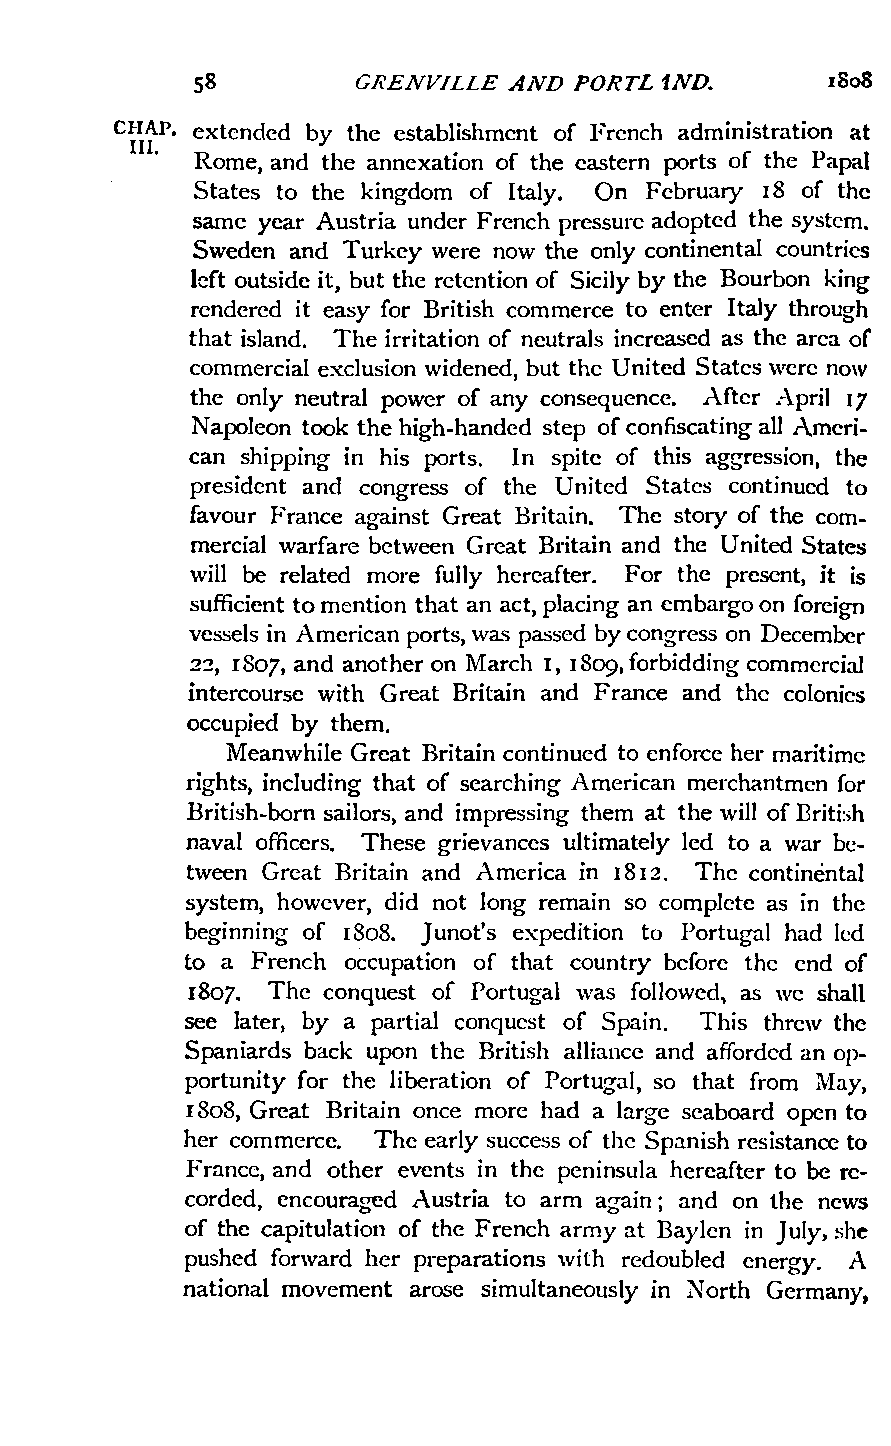 58 GRENVILLE AND PORTLAND. 1808
CHAP. III.
extended by the establishment of French administration at
Rome, and the annexation of the eastern ports of the Papal
States to the kingdom of Italy. On February 18 of the
same year Austria under French pressure adopted the system.
Sweden and Turkey were now the only continental countries
left outside it, but the retention of Sicily by the Bourbon king
rendered it easy for British commerce to enter Italy through
that island. The irritation of neutrals increased as the area of
commercial exclusion widened, but the United States were now
the only neutral power of any consequence. After April 17
Napoleon took the high-handed step of confiscating all Ameri-
can shipping in his ports. In spite of this aggression, the
president and congress of the United States continued to
favour France against Great Britain. The story of the com-
mercial warfare between Great Britain and the United States
will be related more fully hereafter. For the present, it is
sufficient to mention that an act, placing an embargo on foreign
vessels in American ports, was passed by congress on December
22, 1807, and another on March 1, 1809, forbidding commercial
intercourse with Great Britain and France and the colonies
occupied by them.
Meanwhile Great Britain continued to enforce her maritime
rights, including that of searching American merchantmen for
British-born sailors, and impressing them at the will of British
naval officers. These grievances ultimately led to a war be-
tween Great Britain and America in 1812. The continental
system, however, did not long remain so complete as in the
beginning of 1808. Junot's expedition to Portugal had led
to a French occupation of that country before the end of
1807. The conquest of Portugal was followed, as we shall
see later, by a partial conquest of Spain. This threw the
Spaniards back upon the British alliance and afforded an op-
portunity for the liberation of Portugal, so that from May,
1808, Great Britain once more had a large seaboard open to
her commerce. The early success of the Spanish resistance to
France, and other events in the peninsula hereafter to be re-
corded, encouraged Austria to arm again; and on the news
of the capitulation of the French army at Baylen in July, she
pushed forward her preparations with redoubled energy. A
national movement arose simultaneously in North Germany,